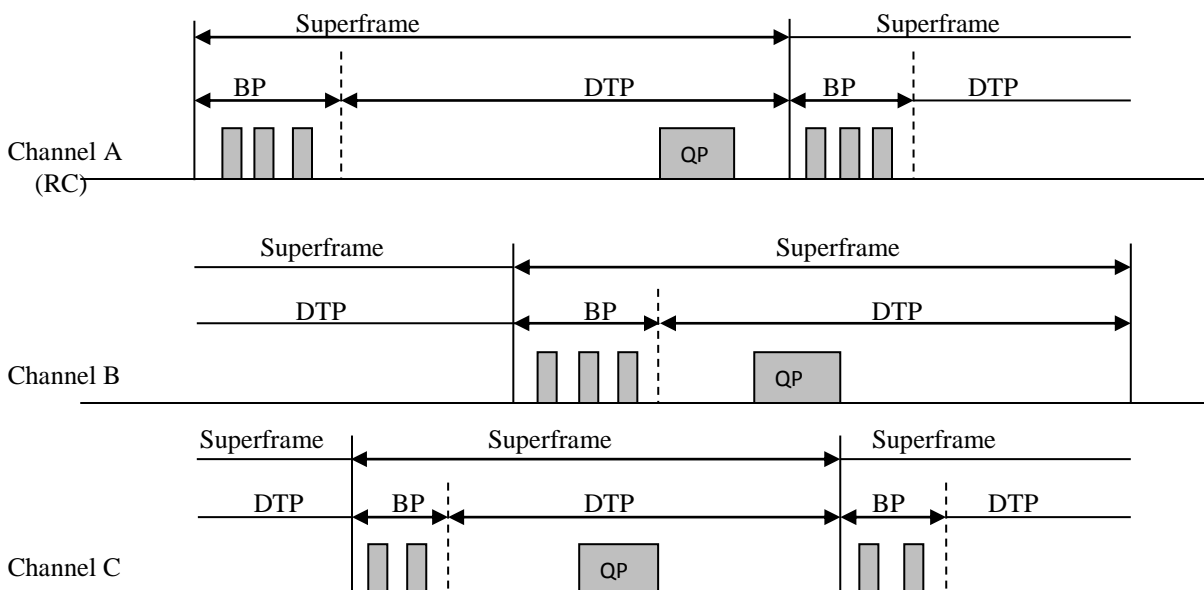 Superframe Superframe
BP DTP BP DTP
Channel A
(RC)
QP
Superframe Superframe
DTP BP DTP
Channel B
QP
Superframe Superframe Superframe
DTP BP DTP BP DTP
Channel C
QP